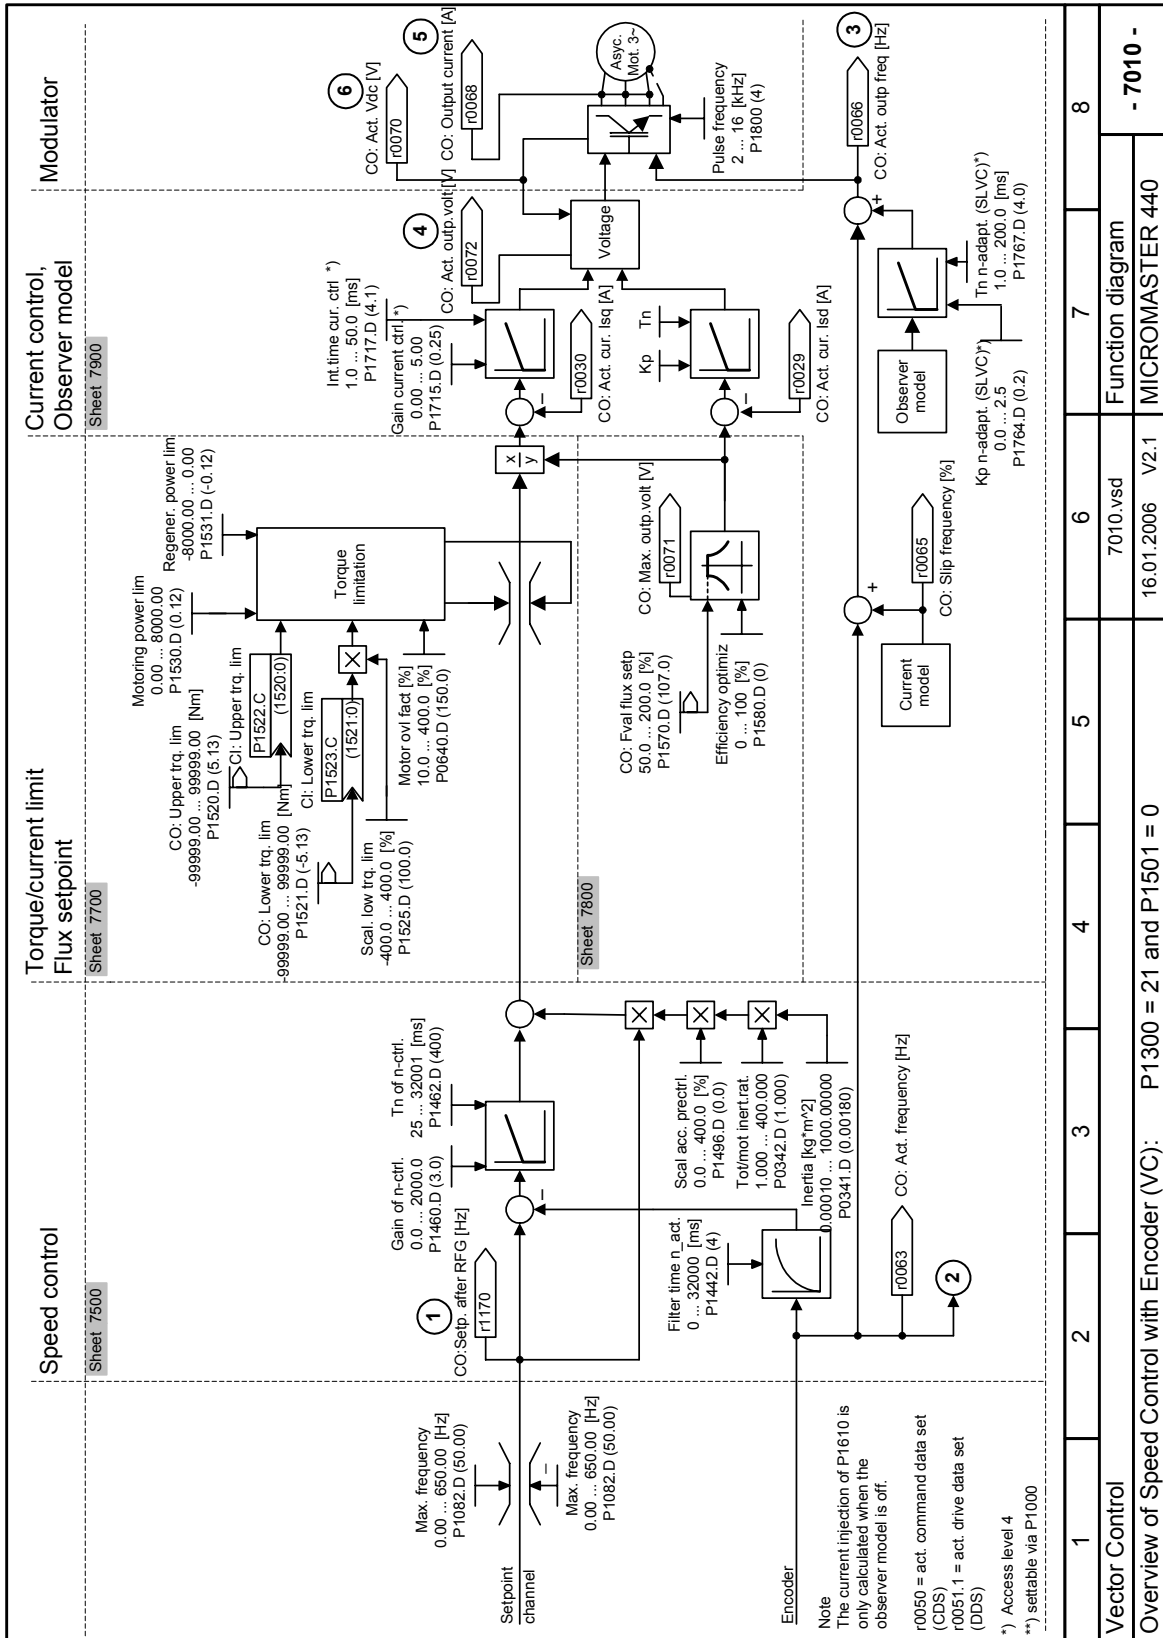 Speed control
Torque/current limit
Flux setpoint
Current control,
Observer model
Modulator
Sheet 7500
Sheet 7700
Sheet 7800
Sheet 7900
Setpoint
channel
Max. frequency
0.00 ... 650.00 [Hz]
P1082.D (50.00)
Max. frequency
0.00 ... 650.00 [Hz]
P1082.D (50.00)
–
1
CO:Setp. after RFG [Hz]
r1170
Gain of n-ctrl.
0.0 ... 2000.0
P1460.D (3.0)
Tn of n-ctrl.
25 ... 32001 [ms]
P1462.D (400)
–
Filter time n_act.
0 ... 32000 [ms]
P1442.D (4)
Scal acc. prectrl.
0.0 ... 400.0 [%]
P1496.D (0.0)
Tot/mot inert.rat.
1.000 ... 400.000
P0342.D (1.000)
Inertia [kg*m^2]
0.00010 ... 1000.00000
P0341.D (0.00180)
X
X
X
Encoder
r0063
CO: Act. frequency [Hz]
2
CO: Upper trq. lim
-99999.00 ... 99999.00 [Nm]
P1520.D (5.13)
CI: Upper trq. lim
P1522.C
(1520:0)
CO: Lower trq. lim
-99999.00 ... 99999.00 [Nm]
P1521.D (-5.13)
CI: Lower trq. lim
P1523.C
(1521:0)
Scal. low trq. lim
-400.0 ... 400.0 [%]
P1525.D (100.0)
X
Motor ovl fact [%]
10.0 ... 400.0 [%]
P0640.D (150.0)
Motoring power lim
0.00 ... 8000.00
P1530.D (0.12)
Regener. power lim
-8000.00 ... 0.00
P1531.D (-0.12)
Torque
limitation
CO: Fval flux setp
50.0 ... 200.0 [%]
P1570.D (107.0)
Efficiency optimiz
0 ... 100 [%]
P1580.D (0)
CO: Max. outp.volt [V]
r0071
x
y
Int.time cur. ctrl *)
1.0 ... 50.0 [ms]
P1717.D (4.1)
Gain current ctrl. *)
0.00 ... 5.00
P1715.D (0.25)
–
r0030
CO: Act. cur. Isq [A]
Kp
Tn
–
r0029
CO: Act. cur. Isd [A]
4
CO: Act. outp.volt [V]
r0072
Voltage
6
CO: Act. Vdc [V]
r0070
5
CO: Output current [A]
r0068
Asyc.
Mot. 3~
Pulse frequency
2 ... 16 [kHz]
P1800 (4)
3
r0066
CO: Act. outp freq [Hz]
Current
model
r0065
CO: Slip frequency [%]
+
Observer
model
Kp n-adapt. (SLVC)*)
0.0 ... 2.5
P1764.D (0.2)
Tn n-adapt. (SLVC)*)
1.0 ... 200.0 [ms]
P1767.D (4.0)
+
Note
The current injection of P1610 is
only calculated when the
observer model is off.
r0050 = act. command data set
(CDS)
r0051.1 = act. drive data set
(DDS)
*) Access level 4
**) settable via P1000
1
2
3
4
5
6
7
8
Vector Control
7010.vsd
Function diagram
- 7010 -
Overview of Speed Control with Encoder (VC): P1300 = 21 and P1501 = 0
16.01.2006 V2.1
MICROMASTER 440